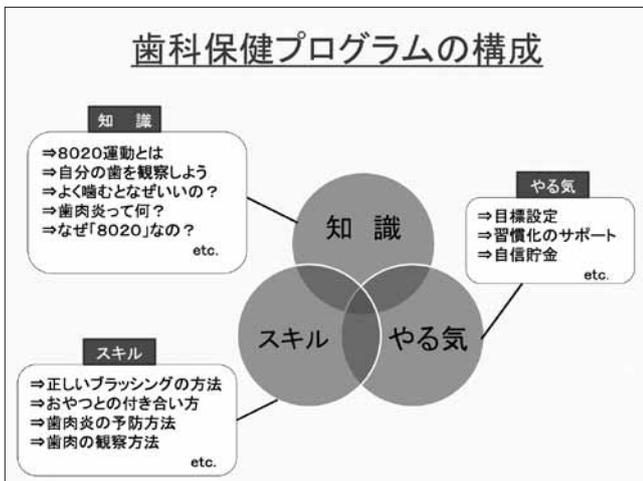 歯科保健プログラムの構成
知　識
⇒8020運動とは
⇒自分の歯を観察しよう
⇒よく噛むとなぜいいの？
⇒歯肉炎って何？
⇒なぜ「8020」なの？
etc.
やる気
⇒目標設定
⇒習慣化のサポート
⇒自信貯金
etc.
知　識
スキル
やる気
スキル
⇒正しいブラッシングの方法
⇒おやつとの付き合い方
⇒歯肉炎の予防方法
⇒歯肉の観察方法
etc.